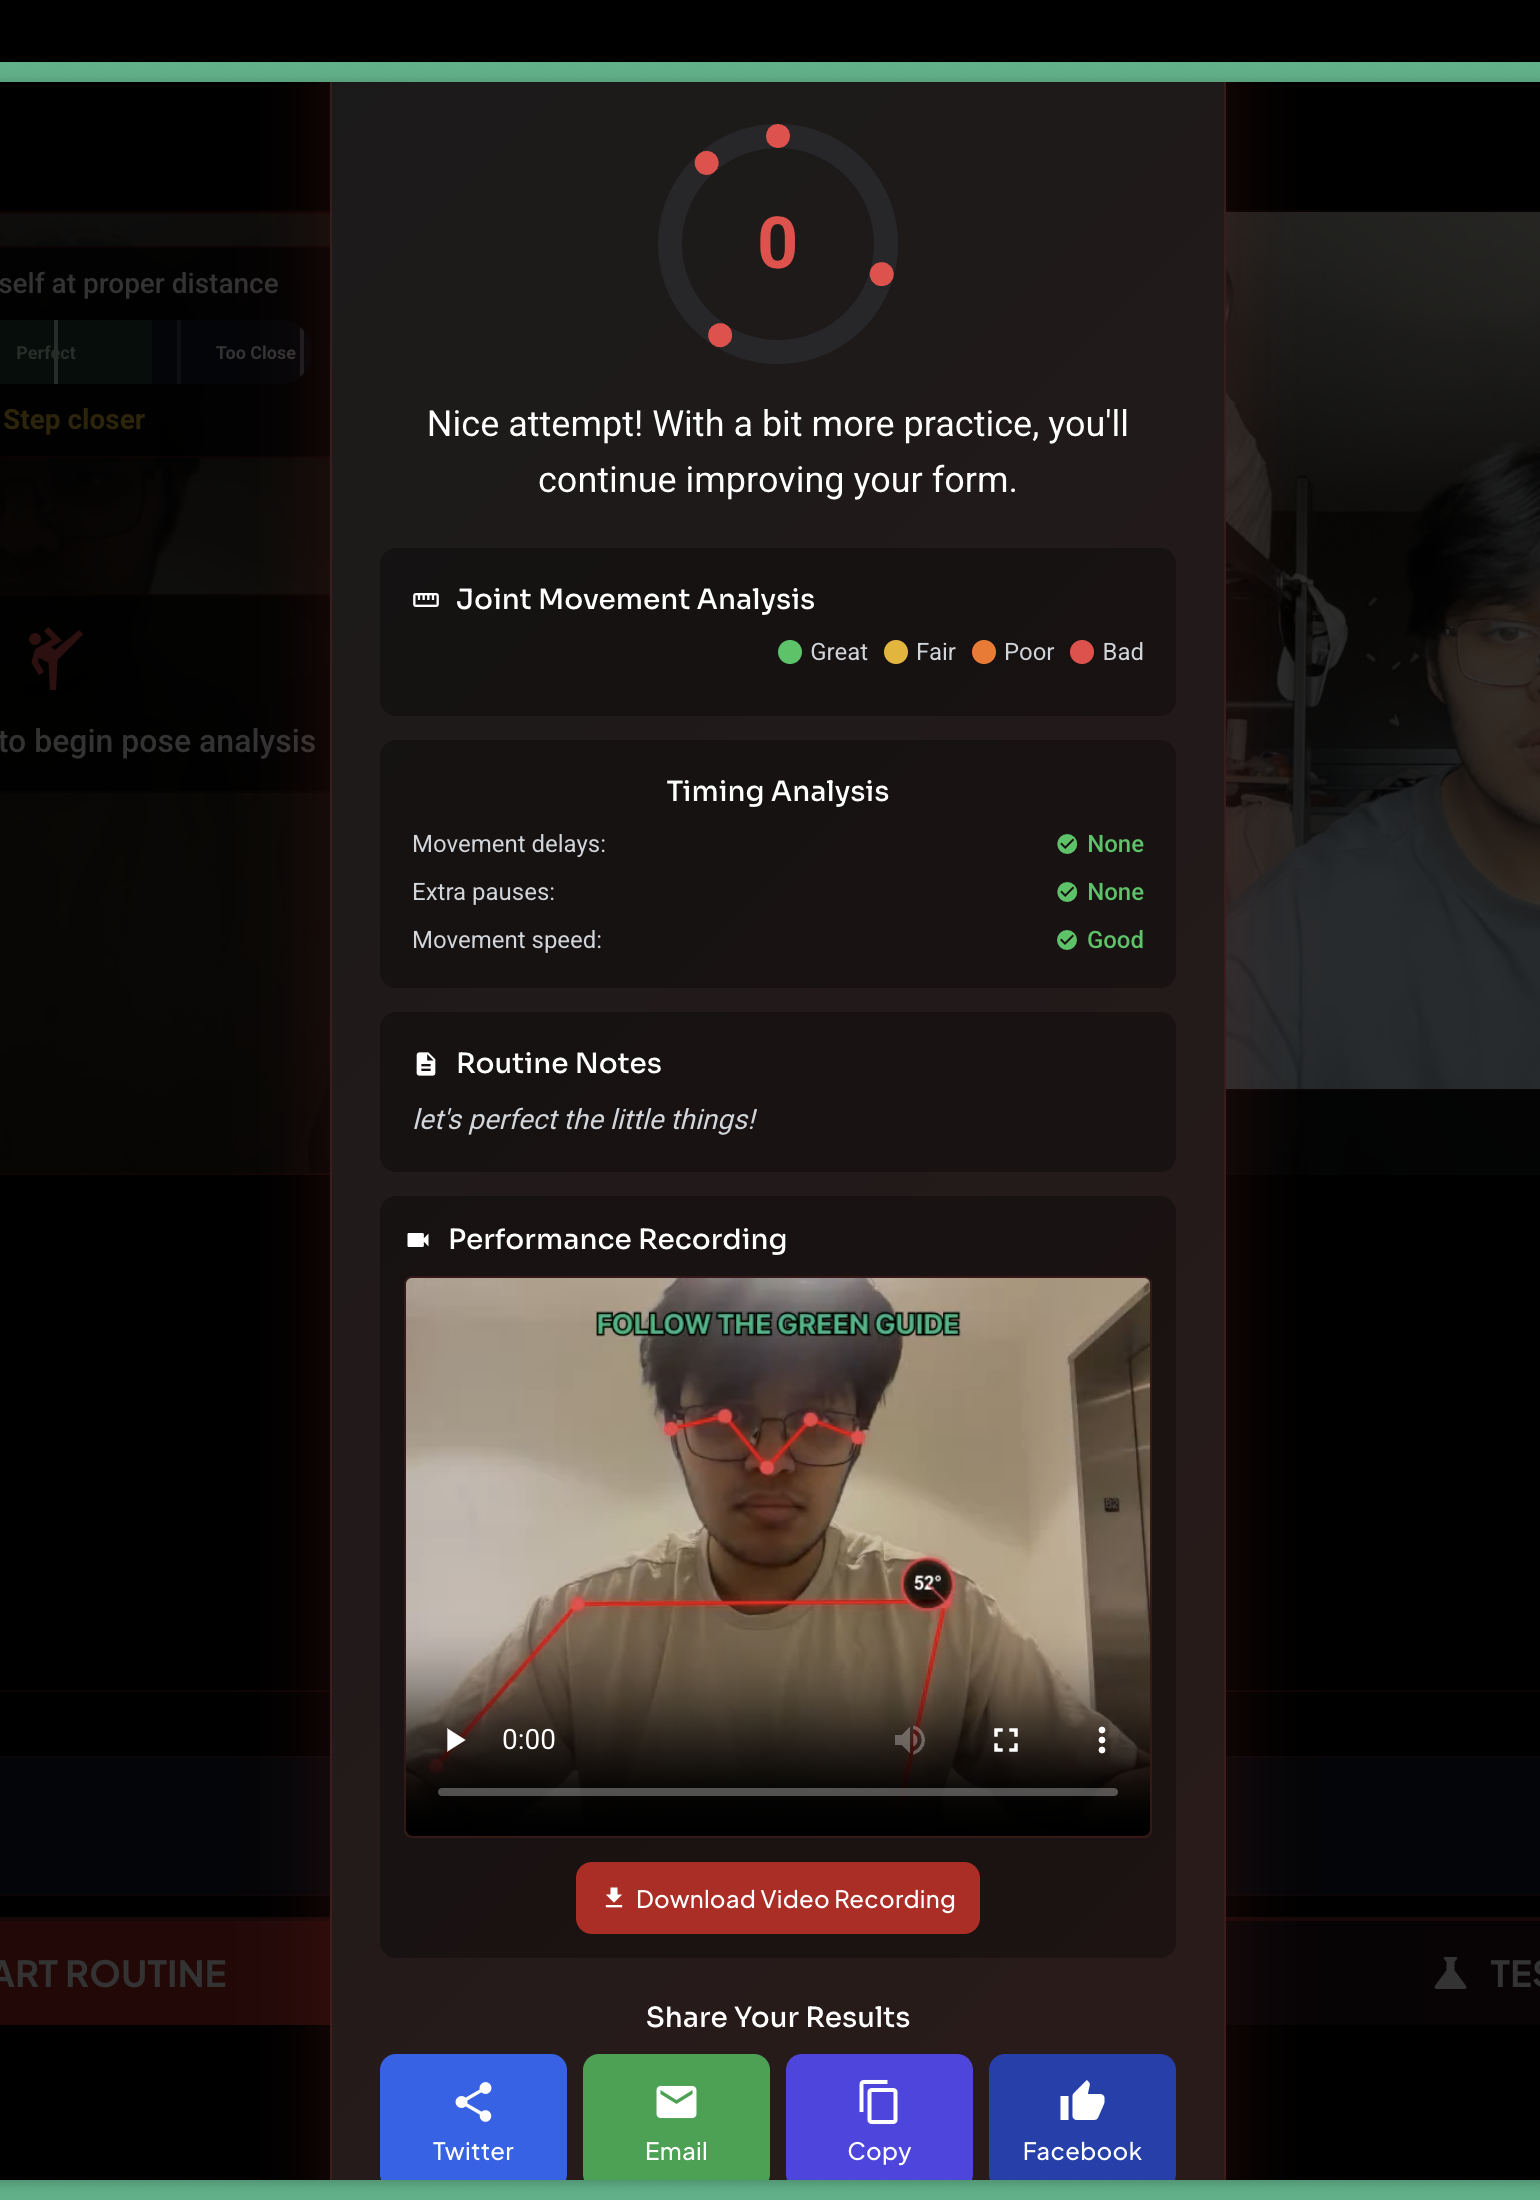 0
Nice attempt! With a bit more practice, you'll
continue improving your form.
self at proper distance
Perfect
Too Close
Step closer
to begin pose analysis
Joint Movement Analysis
Great Fair Poor Bad
Timing Analysis
Movement delays: None
Extra pauses: None
Movement speed: Good
Routine Notes
let's perfect the little things!
Performance Recording
FOLLOW THE GREEN GUIDE
52°
0:00
Download Video Recording
ART ROUTINE
TES
Share Your Results
Twitter Email Copy Facebook